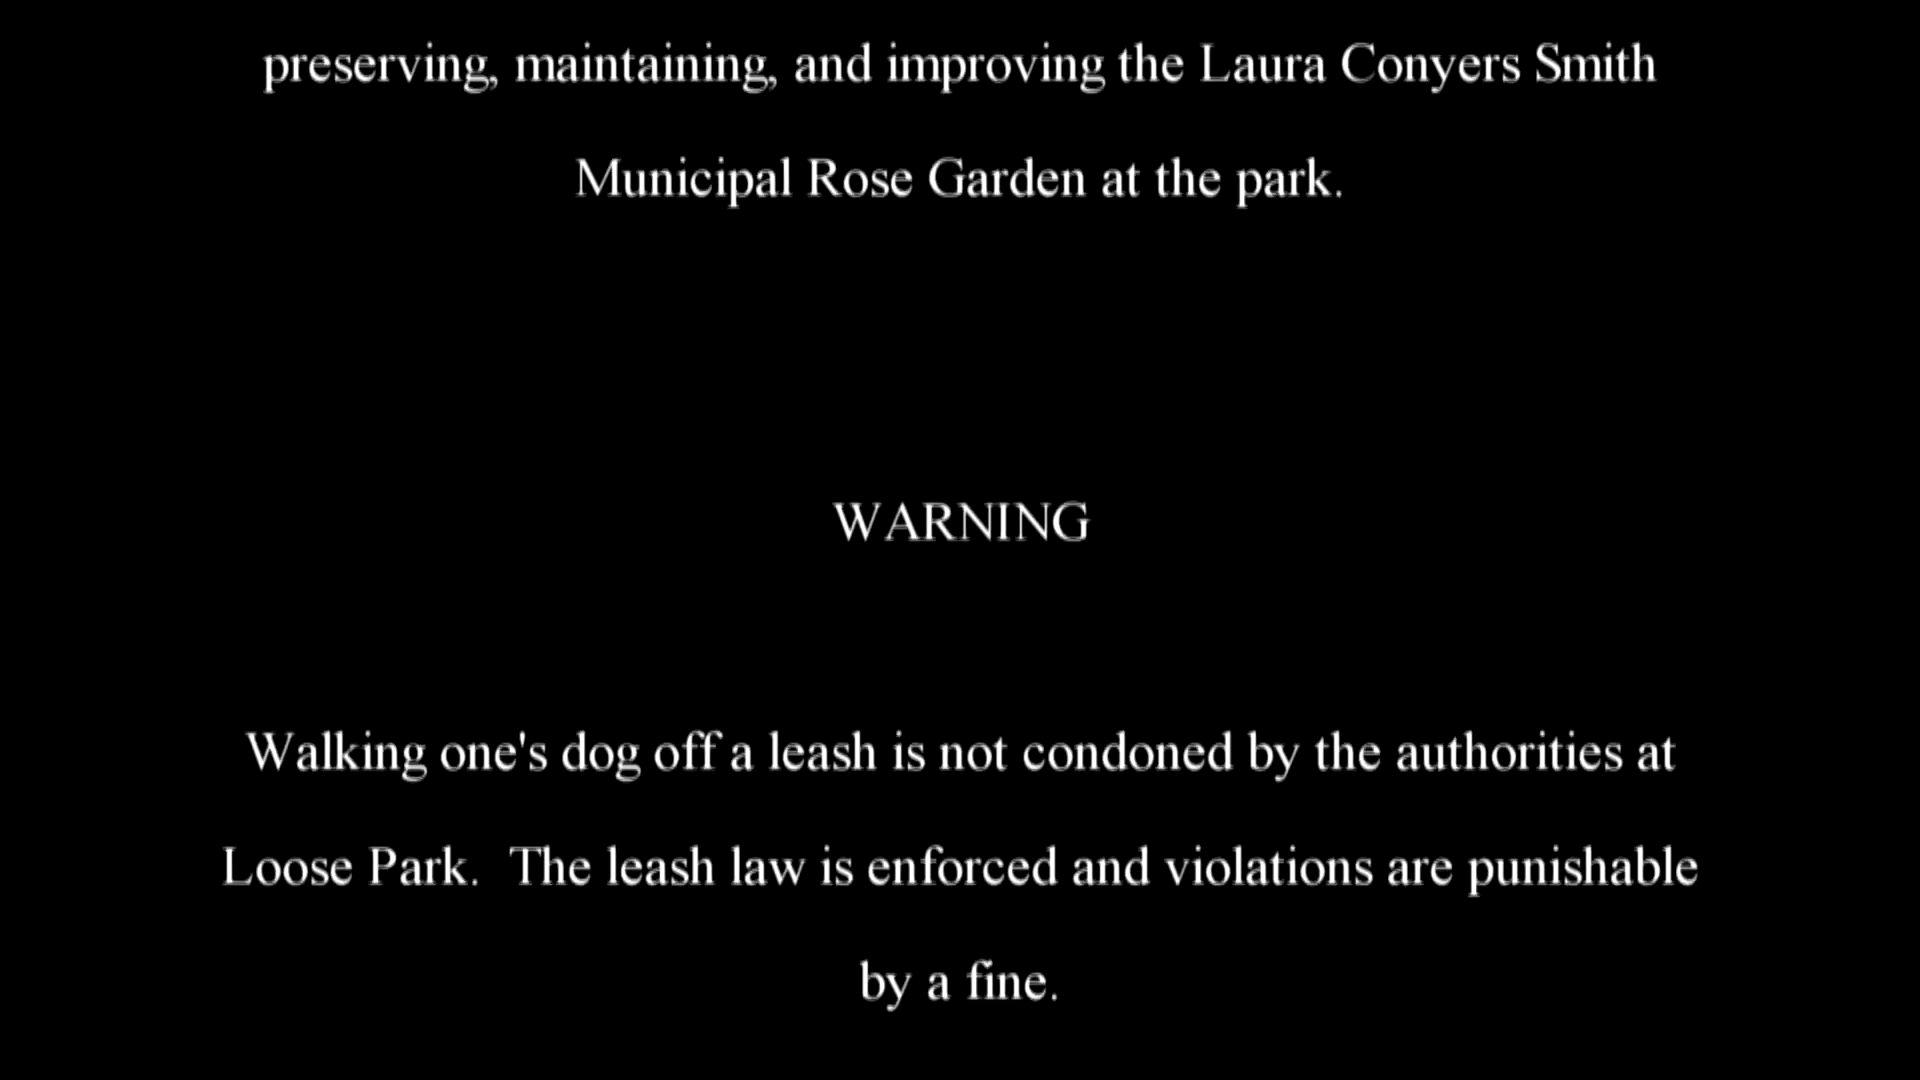 preserving, maintaining, and improving the Laura Conyers Smith
Municipal Rose Garden at the park.
WARNING
Walking one's dog off a leash is not condoned by the authorities at
Loose Park.  The leash law is enforced and violations are punishable
by a fine.